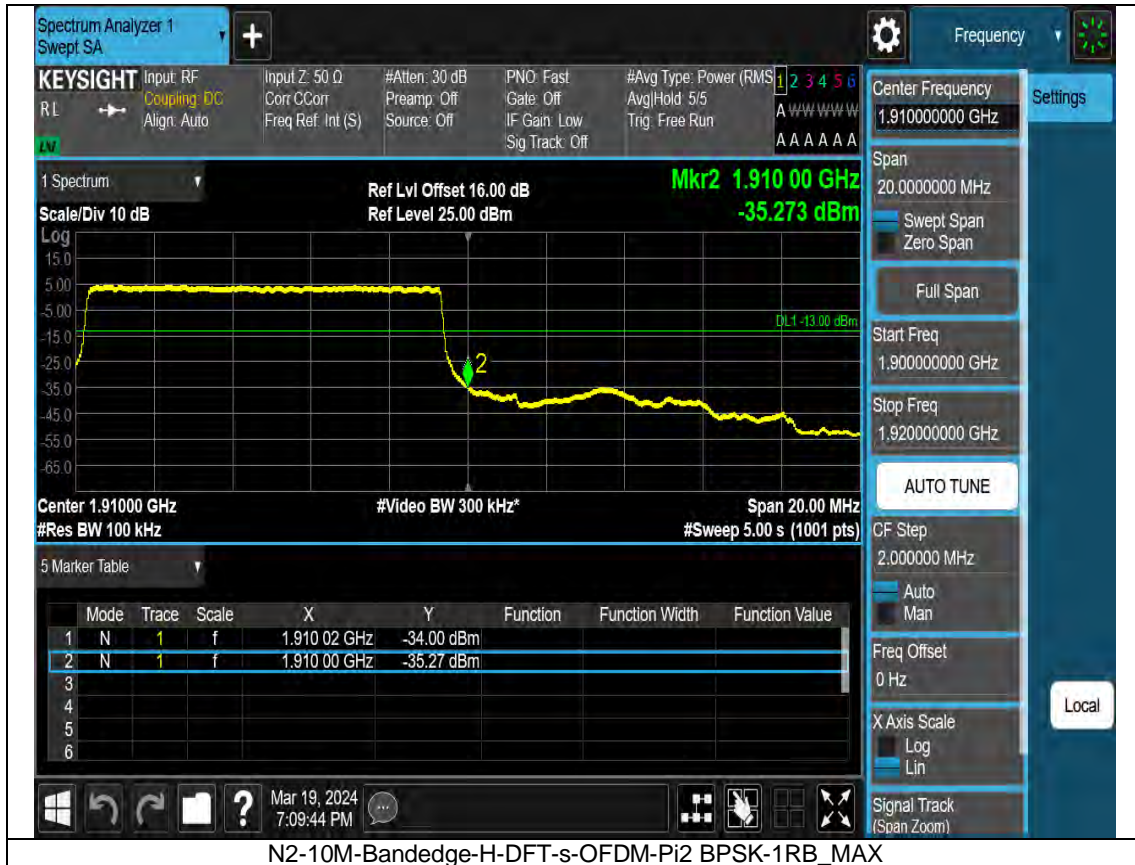 Spectrum Analyzer 1
Swept SA
Frequency
KEYSIGHT
RL
LXI
Input: RF
Coupling: DC
Align: Auto
Input Z: 50 Ω
Corr CCorr
Freq Ref: Int (S)
#Atten: 30 dB
Preamp: Off
Source: Off
PNO: Fast
Gate: Off
IF Gain: Low
Sig Track: Off
#Avg Type: Power (RMS
Avg|Hold: 5/5
Trig: Free Run
1 2 3 4 5 6
A W W W W W
A A A A A A
1 Spectrum
Scale/Div 10 dB
Log
Ref Lvl Offset 16.00 dB
Ref Level 25.00 dBm
Mkr2 1.910 00 GHz
-35.273 dBm
15.0
5.00
-5.00
-15.0
-25.0
-35.0
-45.0
-55.0
-65.0
DL1 -13.00 dBm
2
Center 1.91000 GHz
#Video BW 300 kHz*
Span 20.00 MHz
#Res BW 100 kHz
#Sweep 5.00 s (1001 pts)
5 Marker Table
Mode Trace Scale X Y Function Function Width Function Value
1 N 1 f 1.910 02 GHz -34.00 dBm
2 N 1 f 1.910 00 GHz -35.27 dBm
3
4
5
6
Mar 19, 2024
7:09:44 PM
Center Frequency
1.910000000 GHz
Settings
Span
20.0000000 MHz
Swept Span
Zero Span
Full Span
Start Freq
1.900000000 GHz
Stop Freq
1.920000000 GHz
AUTO TUNE
CF Step
2.000000 MHz
Auto
Man
Freq Offset
0 Hz
Local
X Axis Scale
Log
Lin
Signal Track
(Span Zoom)
N2-10M-Bandedge-H-DFT-s-OFDM-Pi2 BPSK-1RB_MAX